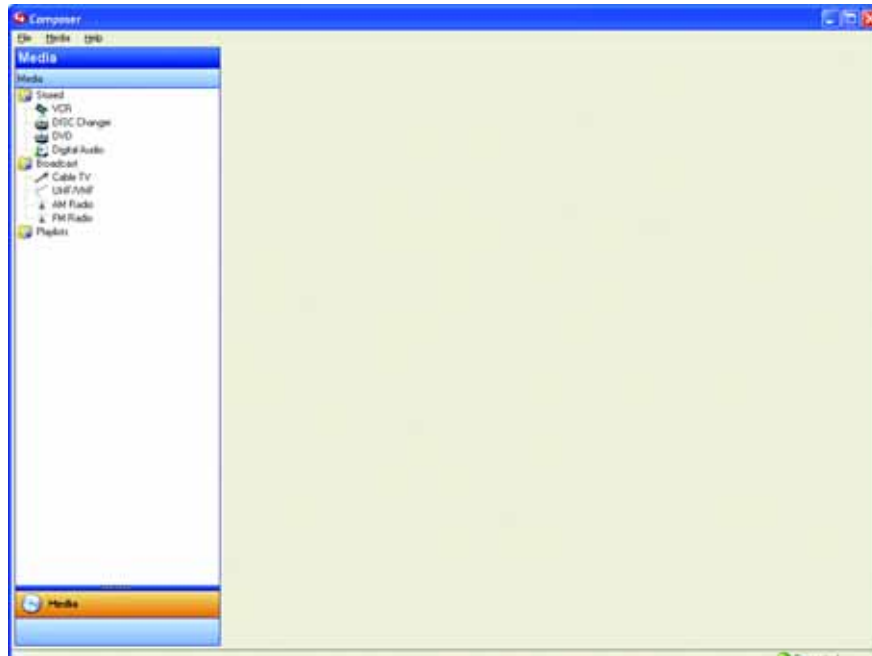 Composer
File Media Help
Media
Media
Stored
VCR
DISC Changer
DVD
Digital Audio
Broadcast
Cable TV
UHF/VHF
AM Radio
FM Radio
Playlists
Media